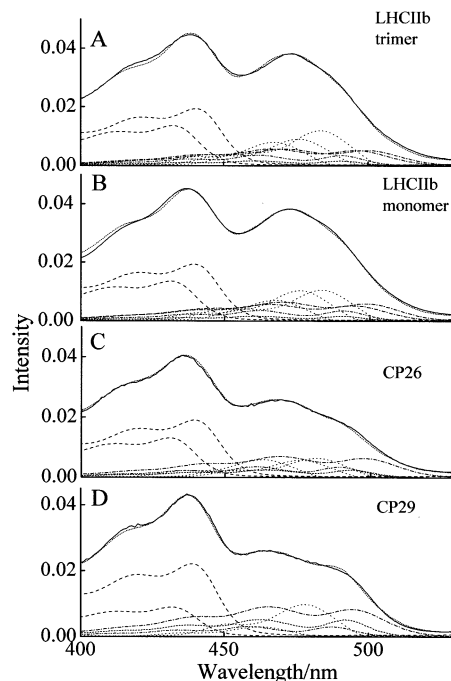 A
LHCIIb
trimer
0.04
0.02
0.00
B
LHCIIb
monomer
0.04
0.02
0.00
C
CP26
0.04
0.02
0.00
D
CP29
0.04
0.02
0.00
Intensity
400
450
500
Wavelength/nm